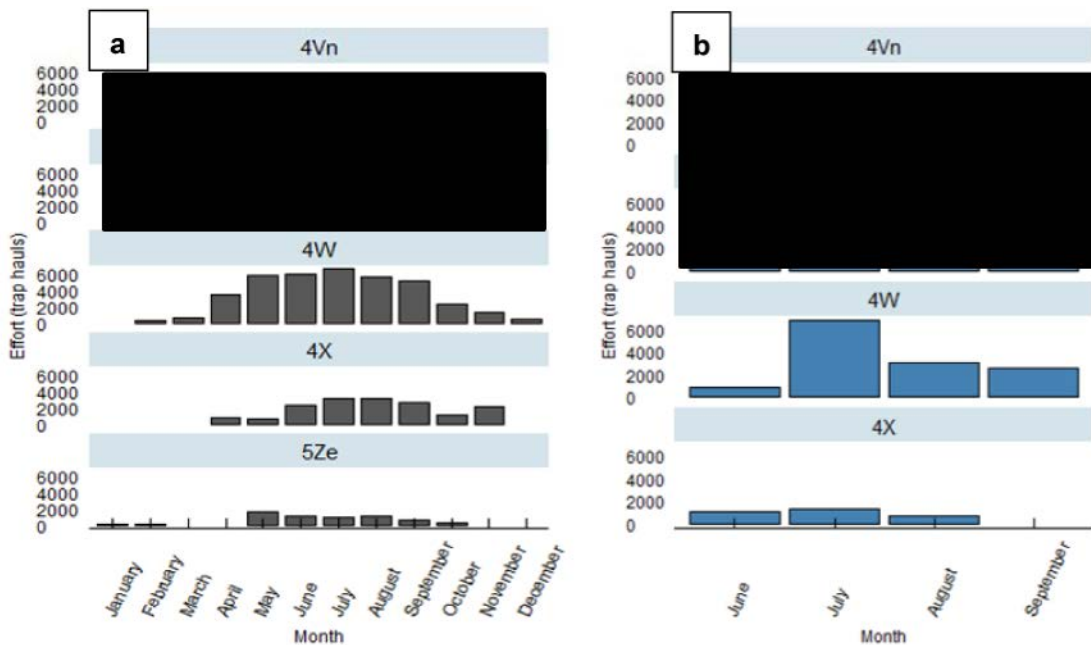 a
4Vn
6000
4000
2000
0
6000
4000
2000
0
4W
6000
4000
2000
0
4X
6000
4000
2000
0
5Ze
6000
4000
2000
0
Effort (trap hauls)
January
February
March
April
May
June
July
August
September
October
November
December
Month
b
4Vn
6000
4000
2000
0
6000
4000
2000
0
4W
6000
4000
2000
0
4X
6000
4000
2000
0
Effort (trap hauls)
June
July
August
September
Month